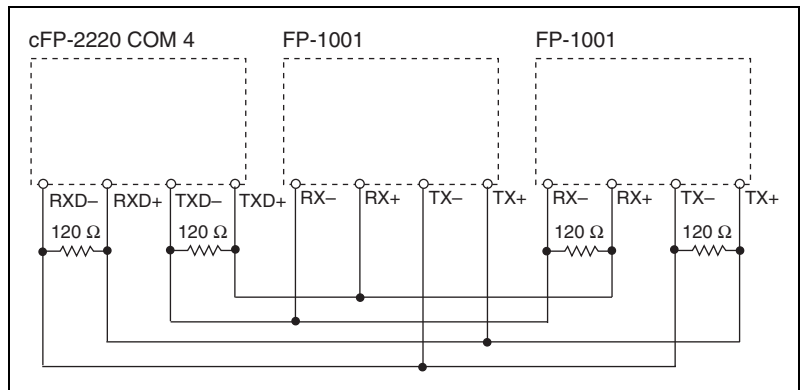 cFP-2220 COM 4 FP-1001 FP-1001
RXD– RXD+ TXD– TXD+ RX– RX+ TX– TX+ RX– RX+ TX– TX+
120 Ω 120 Ω 120 Ω 120 Ω